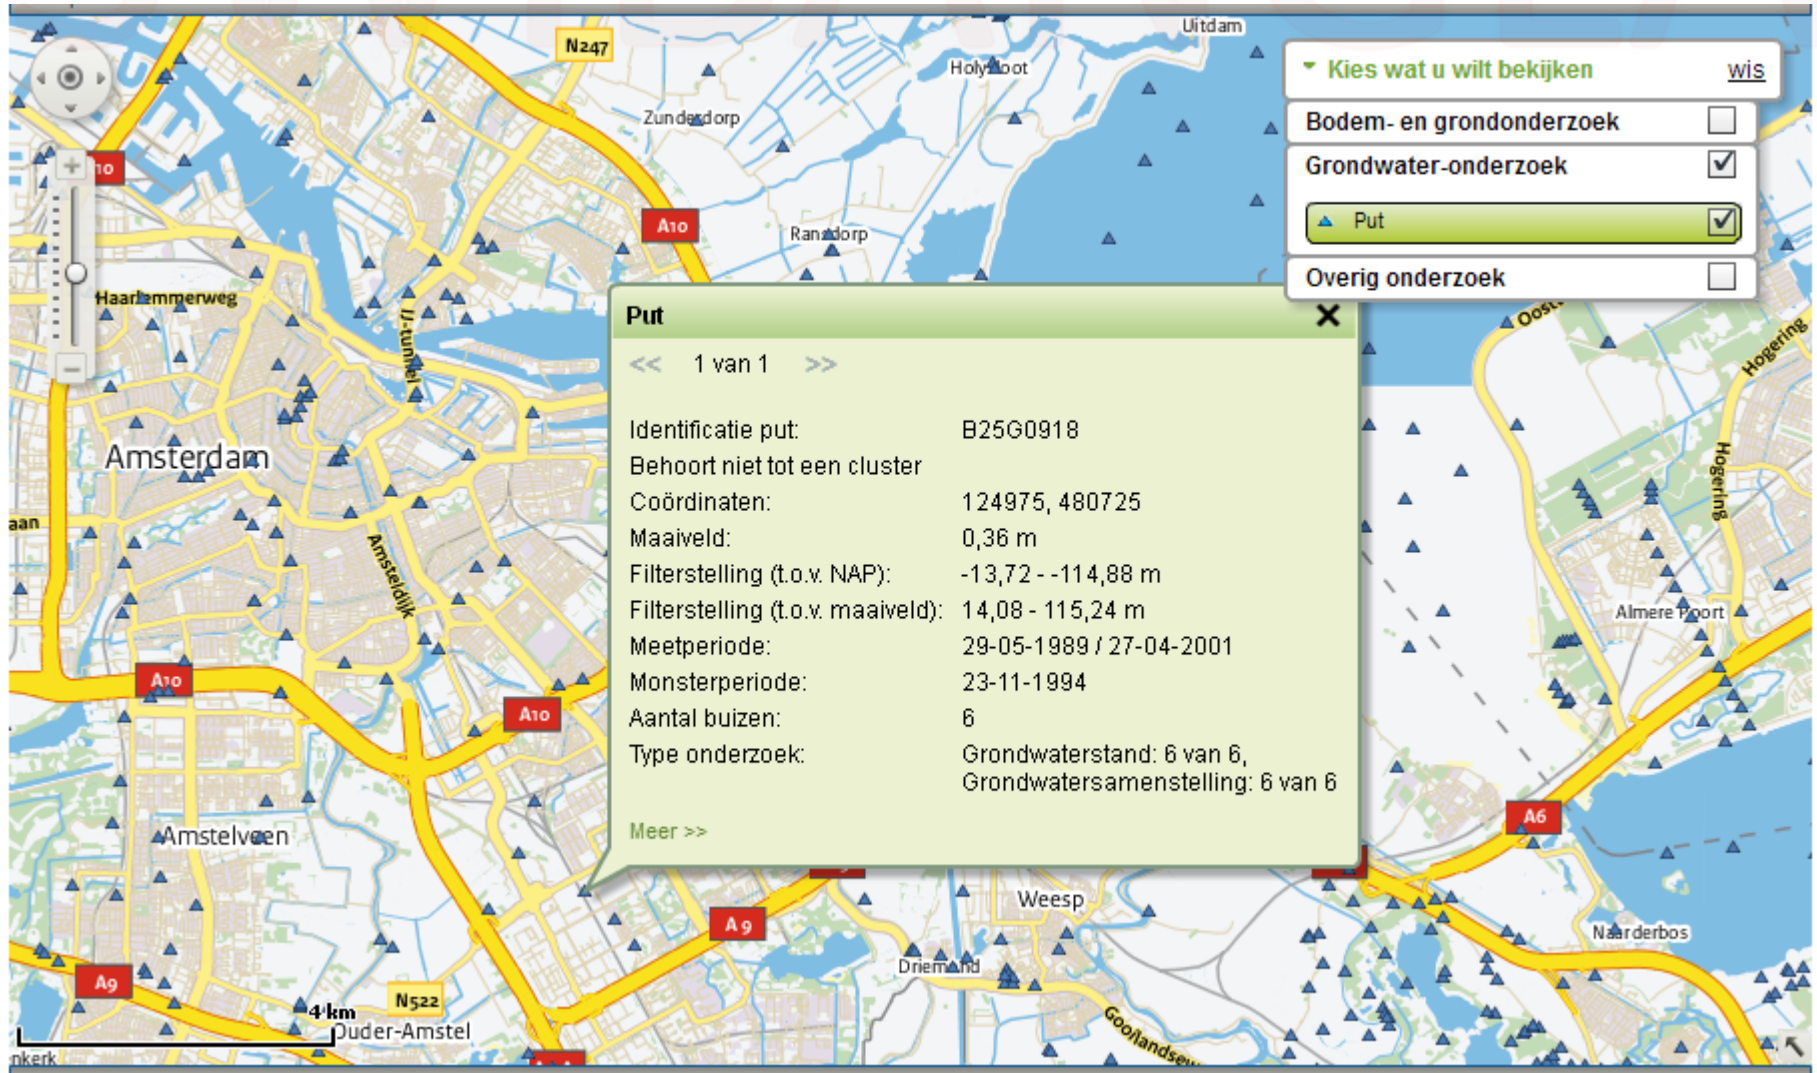 Uitdam
N247
Holysloot
Kies wat u wilt bekijken wis
Bodem- en grondonderzoek
Grondwater-onderzoek
Put
Overig onderzoek
Zunderdorp
A10
Ransdorp
Haarlemmerweg
IJ-tunnel
Hogering
Amsterdam
Hogering
aan
Amsteldijk
Put
<< 1 van 1 >>
Identificatie put: B25G0918
Behoort niet tot een cluster
Coördinaten: 124975, 480725
Maaiveld: 0,36 m
Filterstelling (t.o.v. NAP): -13,72 - -114,88 m
Filterstelling (t.o.v. maaiveld): 14,08 - 115,24 m
Meetperiode: 29-05-1989 / 27-04-2001
Monsterperiode: 23-11-1994
Aantal buizen: 6
Type onderzoek: Grondwaterstand: 6 van 6,
Grondwatersamenstelling: 6 van 6
Meer >>
Almere Poort
A10
A10
A6
Amstelveen
Weesp
A9
Naarderbos
Driemond
A9
N522
4 km
Ouder-Amstel
nkerk